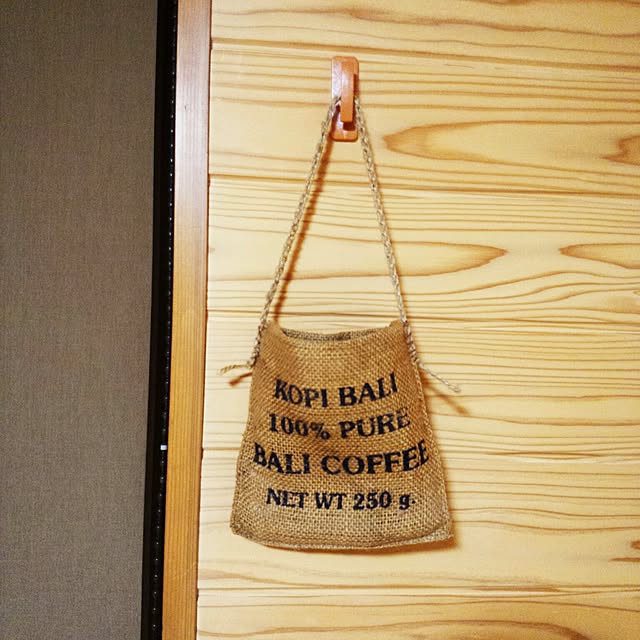 KOPI BALI
100% PURE
BALI COFFEE
NET WT 250 g.